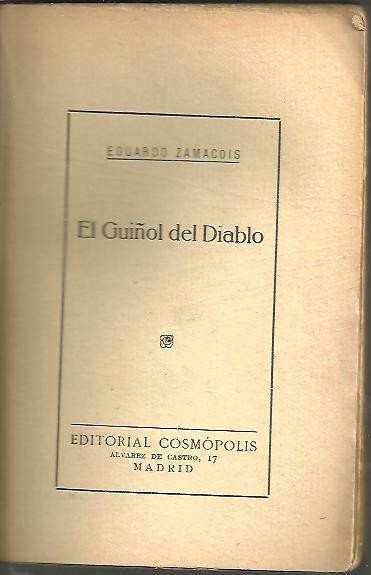 EDUARDO ZAMACOIS
El Guiñol del Diablo
EDITORIAL COSMÓPOLIS
ALVAREZ DE CASTRO, 17
MADRID